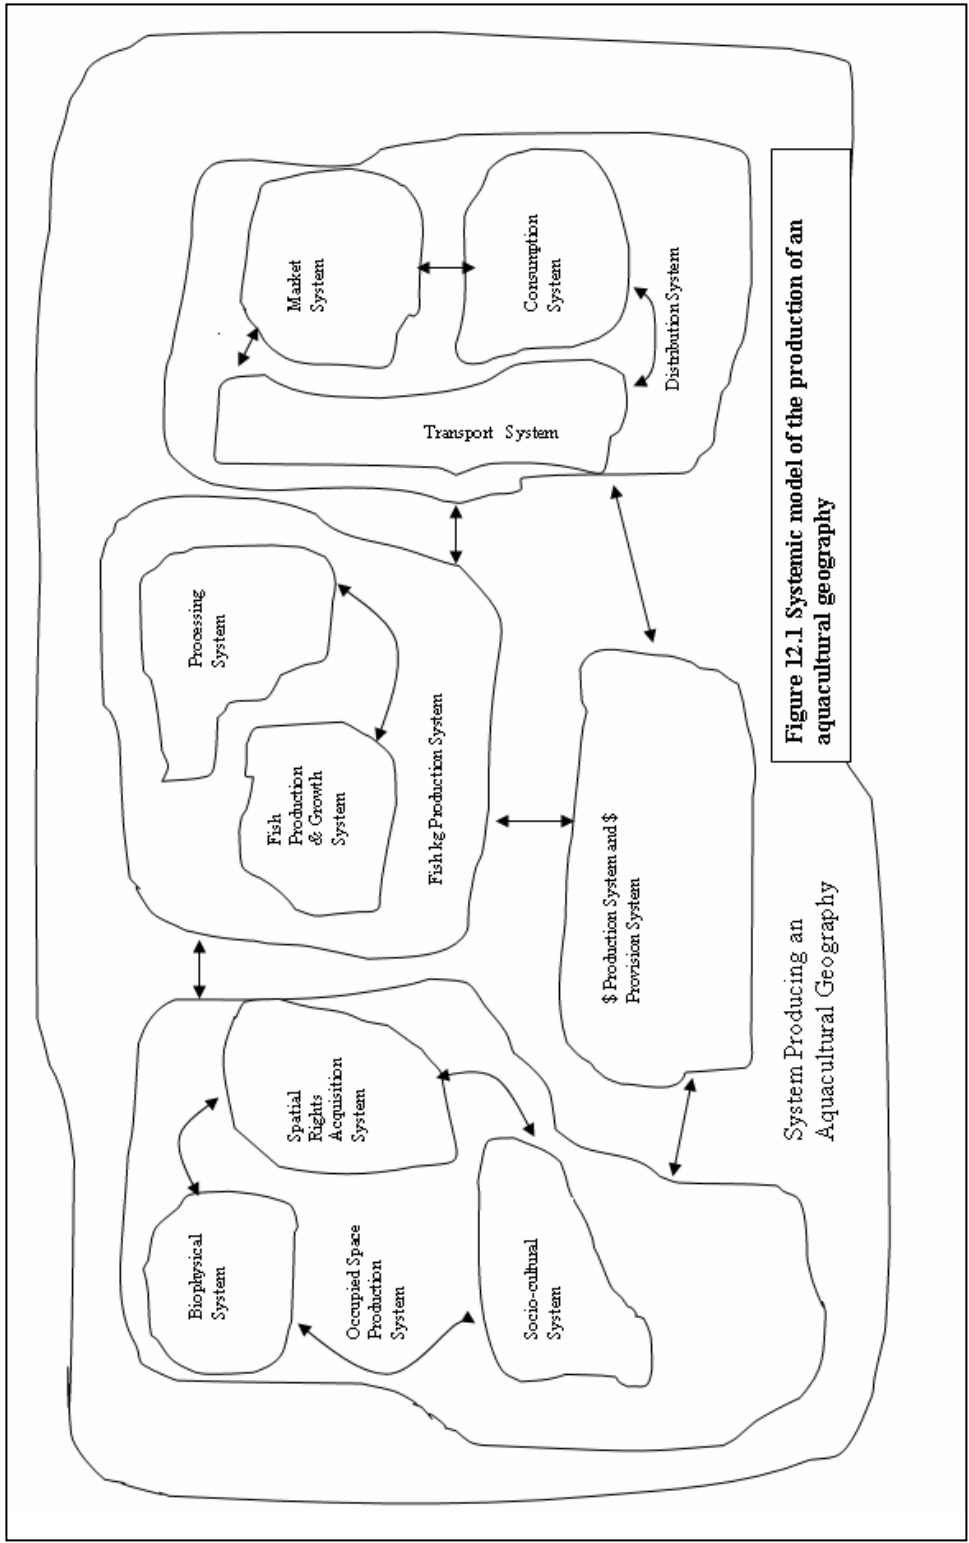 Biophysical
System
Spatial
Rights
Acquisition
System
Occupied Space
Production
System
Socio-cultural
System
Processing
System
Fish
Production
& Growth
System
Fish kg Production System
$ Production System and $
Provision System
Market
System
Consumption
System
Transport System
Distribution System
System Producing an
Aquacultural Geography
Figure 12.1 Systemic model of the production of an
aquacultural geography